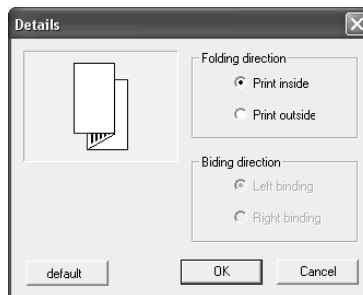 Details
Folding direction
Print inside
Print outside
Biding direction
Left binding
Right binding
default
OK
Cancel